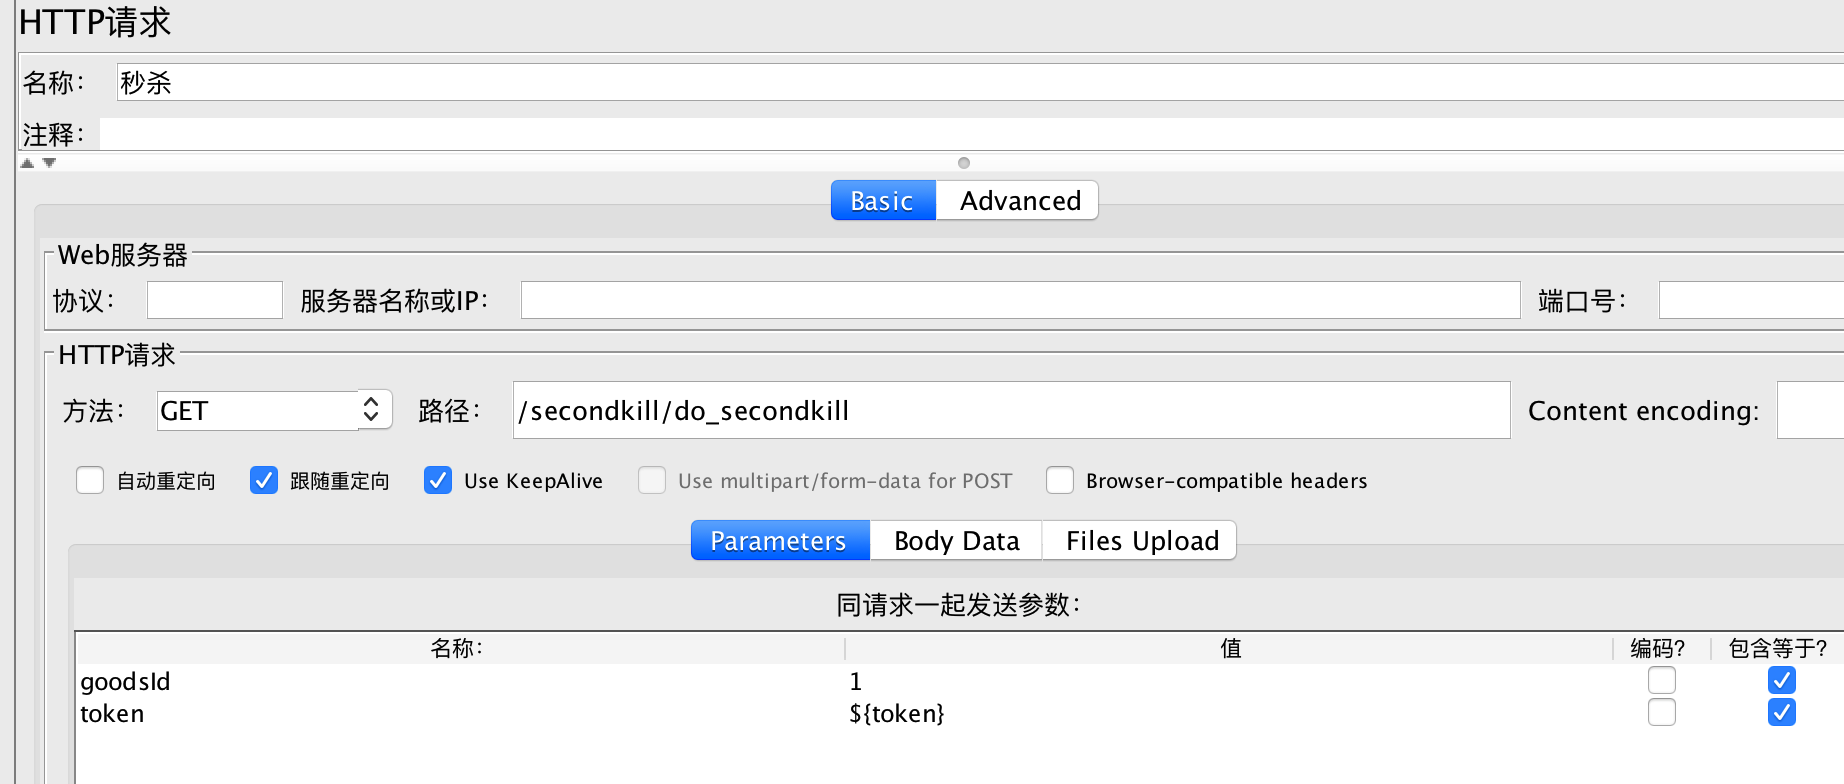 HTTP请求
名称： 秒杀
注释：
Basic Advanced
Web服务器
协议： 服务器名称或IP： 端口号：
HTTP请求
方法： GET 路径： /secondkill/do_secondkill Content encoding:
自动重定向 跟随重定向 Use KeepAlive Use multipart/form-data for POST Browser-compatible headers
Parameters Body Data Files Upload
同请求一起发送参数：
名称： 值 编码? 包含等于?
goodsId 1
token ${token}